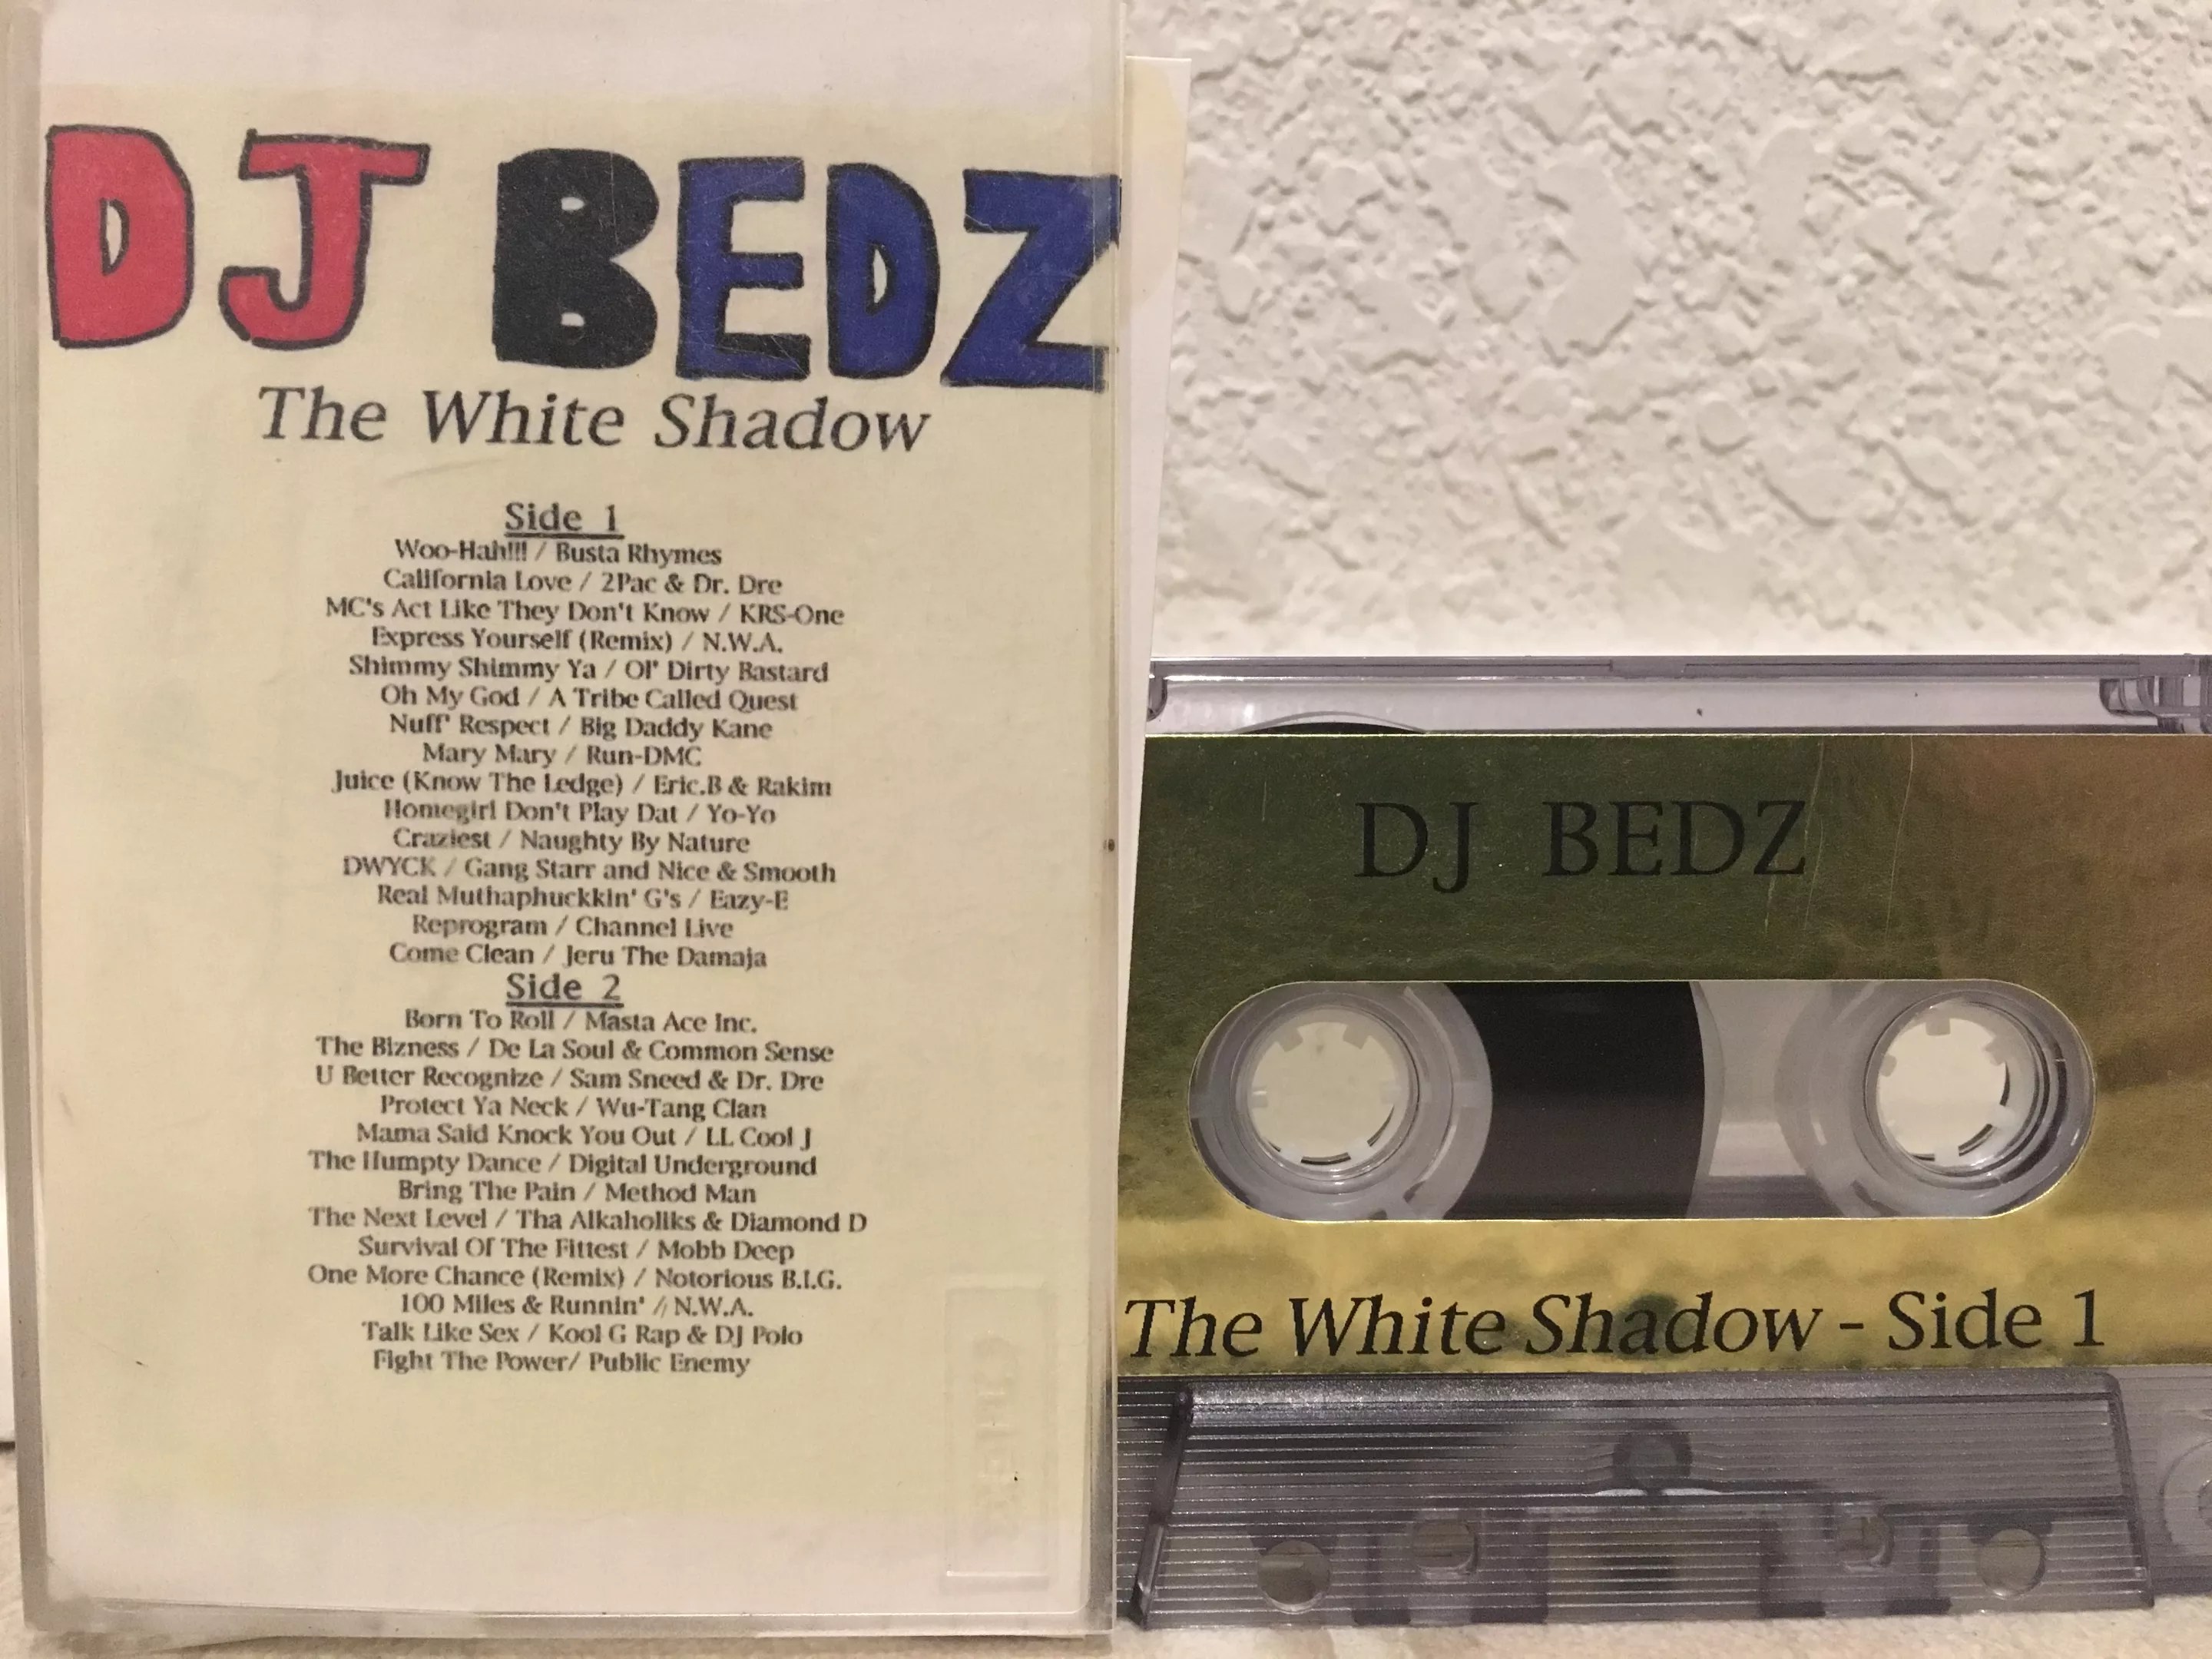 DJ BEDZ
The White Shadow
Side 1
Woo-Hah!!! / Busta Rhymes
California Love / 2Pac & Dr. Dre
MC's Act Like They Don't Know / KRS-One
Express Yourself (Remix) / N.W.A.
Shimmy Shimmy Ya / Ol' Dirty Bastard
Oh My God / A Tribe Called Quest
Nuff' Respect / Big Daddy Kane
Mary Mary / Run-DMC
Juice (Know The Ledge) / Eric.B & Rakim
Homegirl Don't Play Dat / Yo-Yo
Craziest / Naughty By Nature
DWYCK / Gang Starr and Nice & Smooth
Real Muthaphuckkin' G's / Eazy-E
Reprogram / Channel Live
Come Clean / Jeru The Damaja
Side 2
Born To Roll / Masta Ace Inc.
The Bizness / De La Soul & Common Sense
U Better Recognize / Sam Sneed & Dr. Dre
Protect Ya Neck / Wu-Tang Clan
Mama Said Knock You Out / LL Cool J
The Humpty Dance / Digital Underground
Bring The Pain / Method Man
The Next Level / Tha Alkaholiks & Diamond D
Survival Of The Fittest / Mobb Deep
One More Chance (Remix) / Notorious B.I.G.
100 Miles & Runnin' / N.W.A.
Talk Like Sex / Kool G Rap & DJ Polo
Fight The Power/ Public Enemy
DJ BEDZ
The White Shadow - Side 1